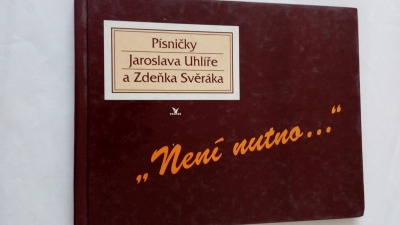 Písničky
Jaroslava Uhlíře
a Zdeňka Svěráka
„Není nutno..."